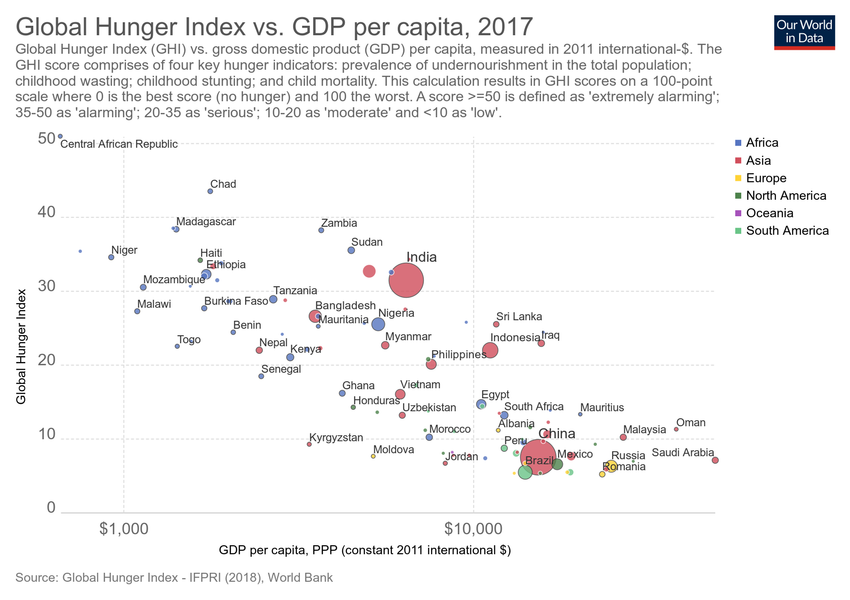 Global Hunger Index vs. GDP per capita, 2017
Our World
in Data
Global Hunger Index (GHI) vs. gross domestic product (GDP) per capita, measured in 2011 international-$. The
GHI score comprises of four key hunger indicators: prevalence of undernourishment in the total population;
childhood wasting; childhood stunting; and child mortality. This calculation results in GHI scores on a 100-point
scale where 0 is the best score (no hunger) and 100 the worst. A score >=50 is defined as 'extremely alarming';
35-50 as 'alarming'; 20-35 as 'serious'; 10-20 as 'moderate' and <10 as 'low'.
50
Central African Republic
Africa
Asia
Europe
North America
Oceania
South America
Chad
40
Madagascar
Zambia
Sudan
Niger
Haiti
Ethiopia
India
Mozambique
30
Tanzania
Malawi
Burkina Faso
Bangladesh
Mauritania
Nigeria
Sri Lanka
Benin
Togo
Nepal
Kenya
Myanmar
Indonesia
Iraq
20
Philippines
Senegal
Ghana
Vietnam
Honduras
Uzbekistan
Egypt
South Africa
Mauritius
Albania
Morocco
10
Kyrgyzstan
China
Malaysia
Oman
Moldova
Jordan
Peru
Brazil
Mexico
Russia
Romania
Saudi Arabia
0
Global Hunger Index
$1,000
$10,000
GDP per capita, PPP (constant 2011 international $)
Source: Global Hunger Index - IFPRI (2018), World Bank